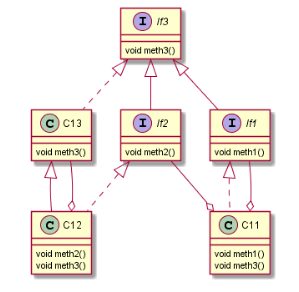 I If3
void meth3()
C C13
void meth3()
I If2
void meth2()
I If1
void meth1()
C C12
void meth2()
void meth3()
C C11
void meth1()
void meth3()